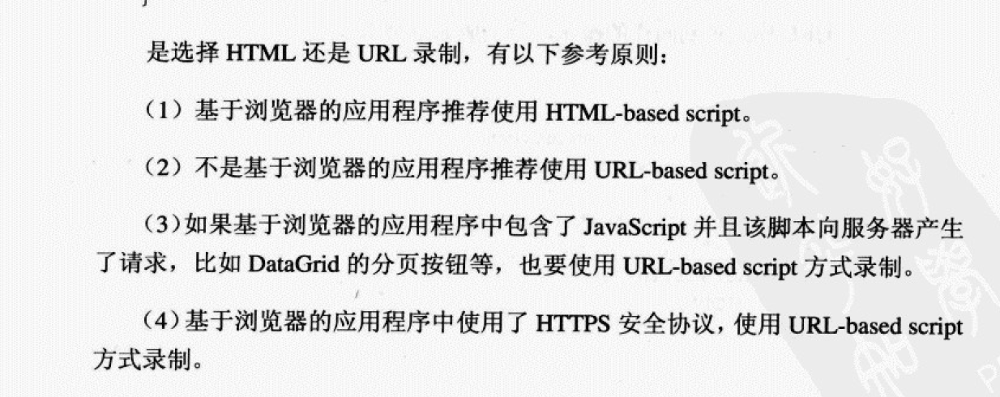 是选择 HTML 还是 URL 录制，有以下参考原则：
（1）基于浏览器的应用程序推荐使用 HTML-based script。
（2）不是基于浏览器的应用程序推荐使用 URL-based script。
（3）如果基于浏览器的应用程序中包含了 JavaScript 并且该脚本向服务器产生
了请求，比如 DataGrid 的分页按钮等，也要使用 URL-based script 方式录制。
（4）基于浏览器的应用程序中使用了 HTTPS 安全协议，使用 URL-based script
方式录制。